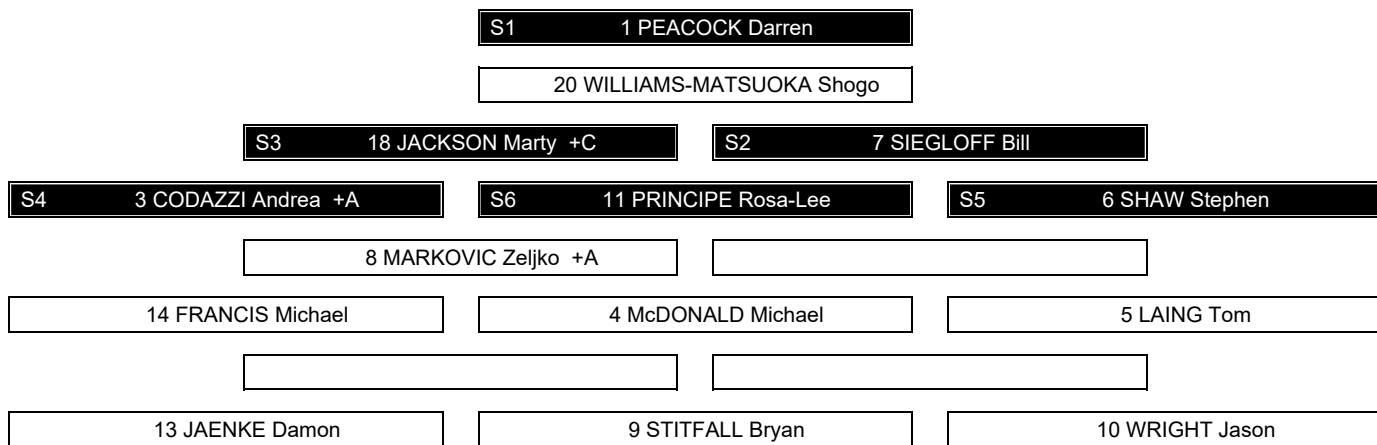 S1 1 PEACOCK Darren
20 WILLIAMS-MATSUOKA Shogo
S3 18 JACKSON Marty +C S2 7 SIEGLOFF Bill
S4 3 CODAZZI Andrea +A S6 11 PRINCIPE Rosa-Lee S5 6 SHAW Stephen
8 MARKOVIC Zeljko +A
14 FRANCIS Michael 4 McDONALD Michael 5 LAING Tom
13 JAENKE Damon 9 STITFALL Bryan 10 WRIGHT Jason